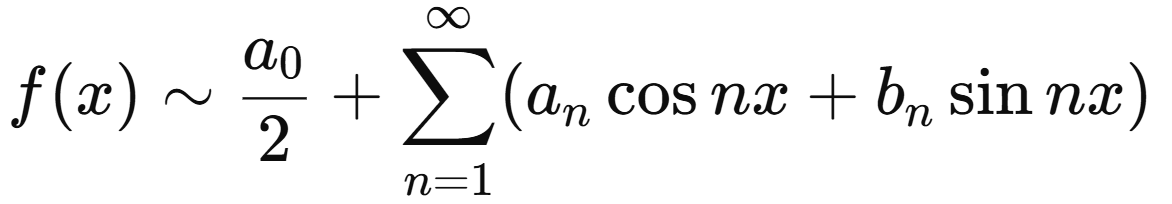 f(x) ∼ a₀/2 + ∑_{n=1}^{∞} (aₙ cos nx + bₙ sin nx)